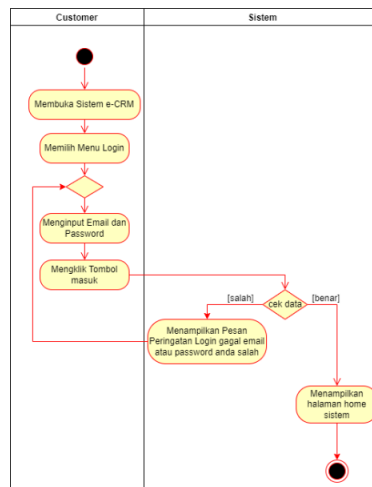 Customer
Sistem
Membuka Sistem e-CRM
Memilih Menu Login
Menginput Email dan
Password
Mengklik Tombol
masuk
[salah]
cek data
[benar]
Menampilkan Pesan
Peringatan Login gagal email
atau password anda salah
Menampilkan
halaman home
sistem